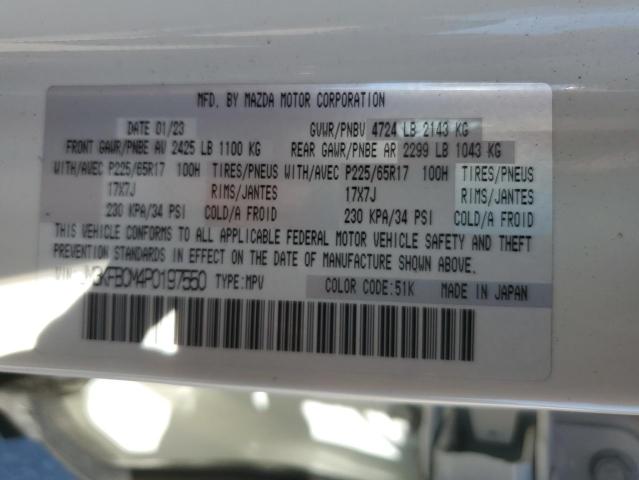 MFD. BY MAZDA MOTOR CORPORATION
DATE 01/23 GVWR/PNBV 4724 LB 2143 KG
FRONT GAWR/PNBE AV 2425 LB 1100 KG REAR GAWR/PNBE AR 2299 LB 1043 KG
WITH/AVEC P225/65R17 100H TIRES/PNEUS WITH/AVEC P225/65R17 100H TIRES/PNEUS
17X7J RIMS/JANTES 17X7J RIMS/JANTES
230 KPA/34 PSI COLD/A FROID 230 KPA/34 PSI COLD/A FROID
THIS VEHICLE CONFORMS TO ALL APPLICABLE FEDERAL MOTOR VEHICLE SAFETY AND THEFT
PREVENTION STANDARDS IN EFFECT ON THE DATE OF MANUFACTURE SHOWN ABOVE.
TYPE:MPV COLOR CODE:51K MADE IN JAPAN